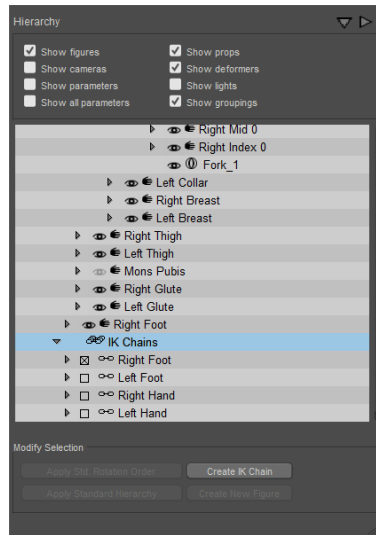 Hierarchy
Show figures Show props
Show cameras Show deformers
Show parameters Show lights
Show all parameters Show groupings
Right Mid 0
Right Index 0
Fork_1
Left Collar
Right Breast
Left Breast
Right Thigh
Left Thigh
Mons Pubis
Right Glute
Left Glute
Right Foot
IK Chains
Right Foot
Left Foot
Right Hand
Left Hand
Modify Selection
Apply Std. Rotation Order Create IK Chain
Apply Standard Hierarchy Create New Figure